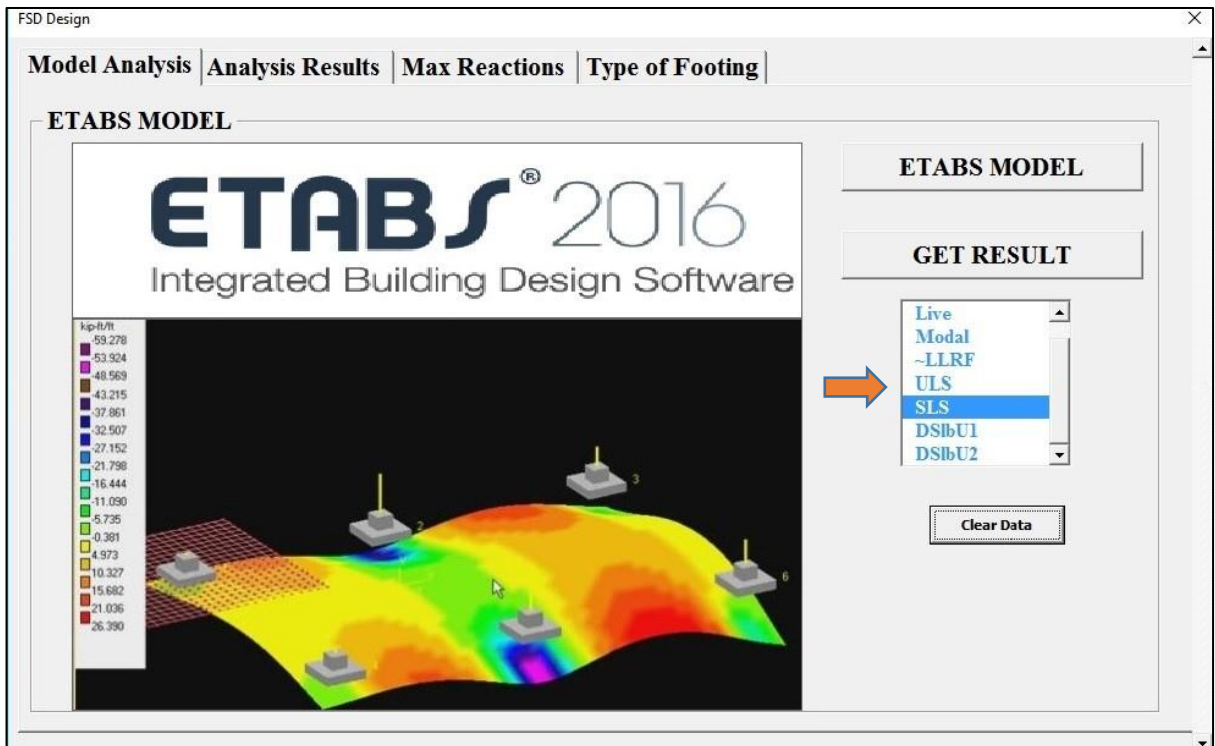 FSD Design
Model Analysis Analysis Results Max Reactions Type of Footing
ETABS MODEL
ETABS® 2016
Integrated Building Design Software
ETABS MODEL
GET RESULT
Live
Modal
~LLRF
ULS
SLS
DSlbU1
DSlbU2
Clear Data
kip-ft/ft
-59.278
-53.924
-48.569
-43.215
-37.861
-32.507
-27.152
-21.798
-16.444
-11.090
-5.735
-0.381
4.973
10.327
15.682
21.036
26.390
2
3
6